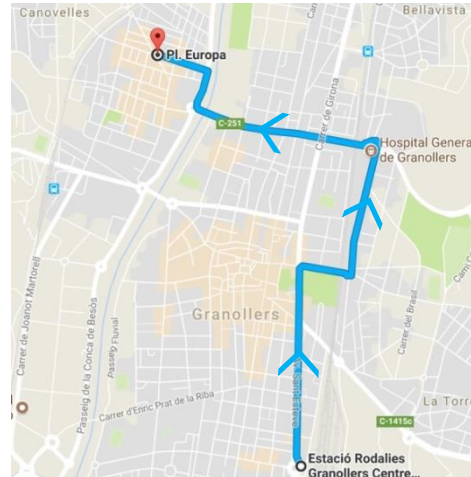 Canovelles
Bellavista
Pl. Europa
Carrer de Girona
C-251
Hospital Genera
de Granollers
Carrer de Joanot Martorell
Passeig de la Conca de Besòs
Passeig Fluvial
Granollers
Carrer del Brasil
Camí C
Carrer d'Enric Prat de la Riba
La Torre
C-1415c
Estació Rodalies
Granollers Centre...